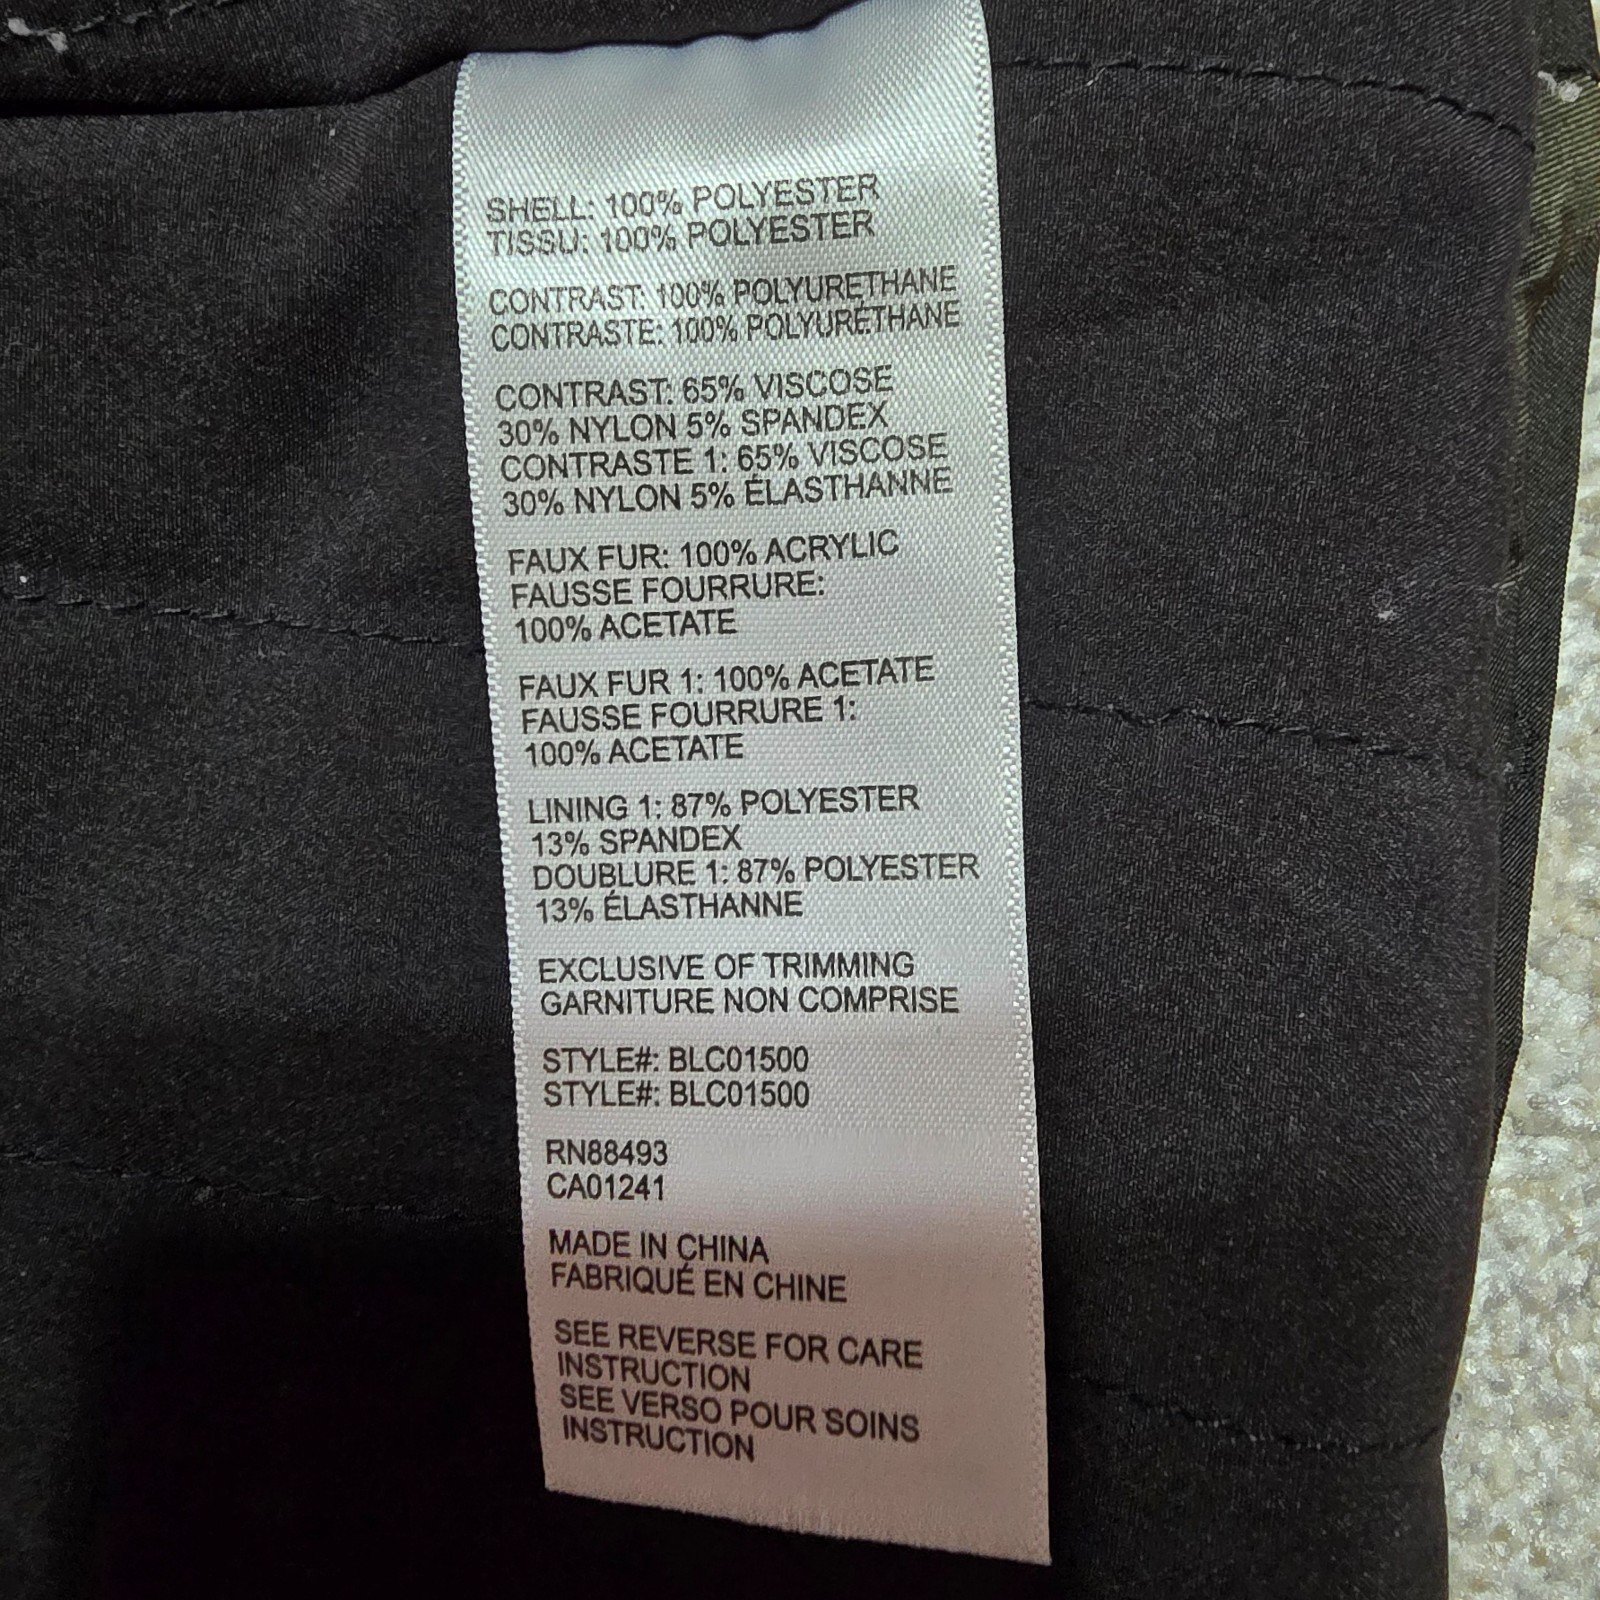 SHELL: 100% POLYESTER
TISSU: 100% POLYESTER
CONTRAST: 100% POLYURETHANE
CONTRASTE: 100% POLYURÉTHANE
CONTRAST: 65% VISCOSE
30% NYLON 5% SPANDEX
CONTRASTE 1: 65% VISCOSE
30% NYLON 5% ÉLASTHANNE
FAUX FUR: 100% ACRYLIC
FAUSSE FOURRURE:
100% ACETATE
FAUX FUR 1: 100% ACETATE
FAUSSE FOURRURE 1:
100% ACETATE
LINING 1: 87% POLYESTER
13% SPANDEX
DOUBLURE 1: 87% POLYESTER
13% ÉLASTHANNE
EXCLUSIVE OF TRIMMING
GARNITURE NON COMPRISE
STYLE#: BLC01500
STYLE#: BLC01500
RN88493
CA01241
MADE IN CHINA
FABRIQUÉ EN CHINE
SEE REVERSE FOR CARE
INSTRUCTION
SEE VERSO POUR SOINS
INSTRUCTION